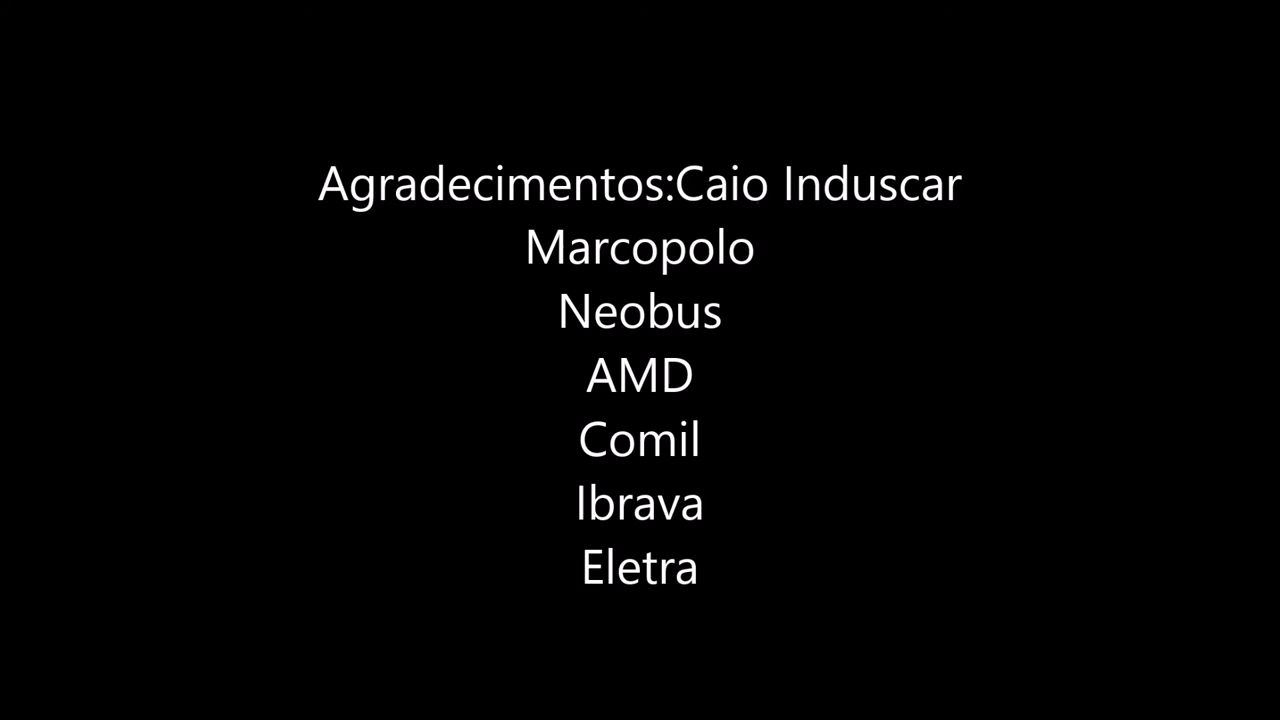 Agradecimentos:Caio Induscar
Marcopolo
Neobus
AMD
Comil
Ibrava
Eletra